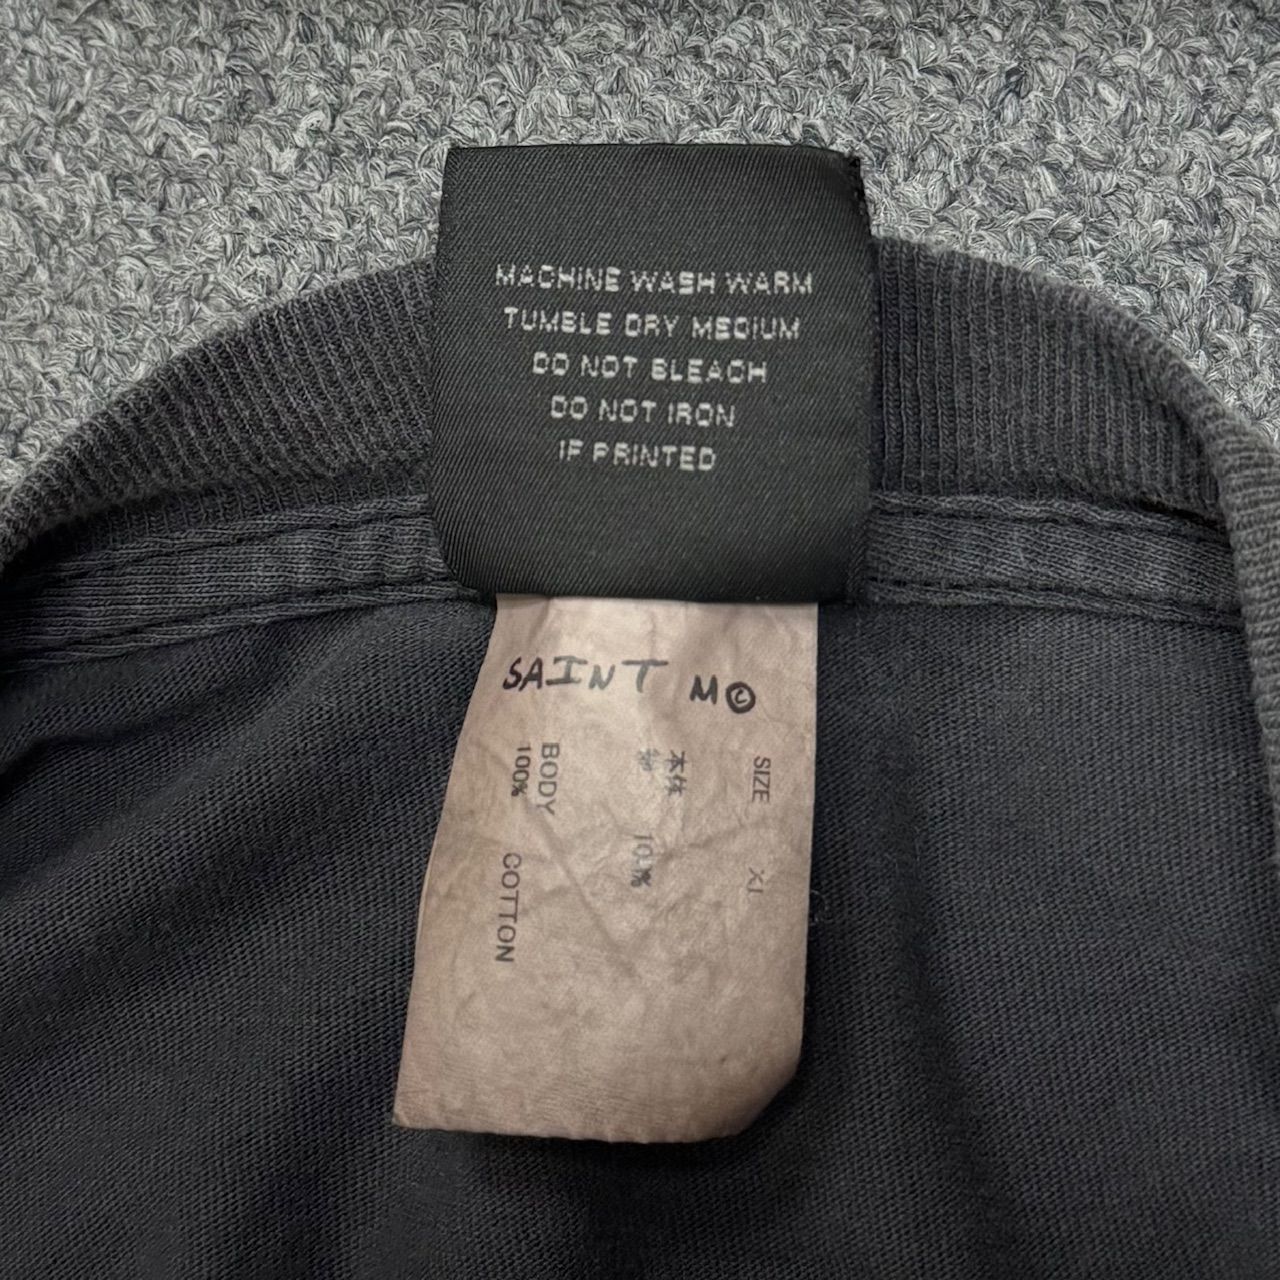 MACHINE WASH WARM
TUMBLE DRY MEDIUM
DO NOT BLEACH
DO NOT IRON
IF PRINTED
SAINT M©
SIZE XL
本体
綿 100%
BODY
100% COTTON